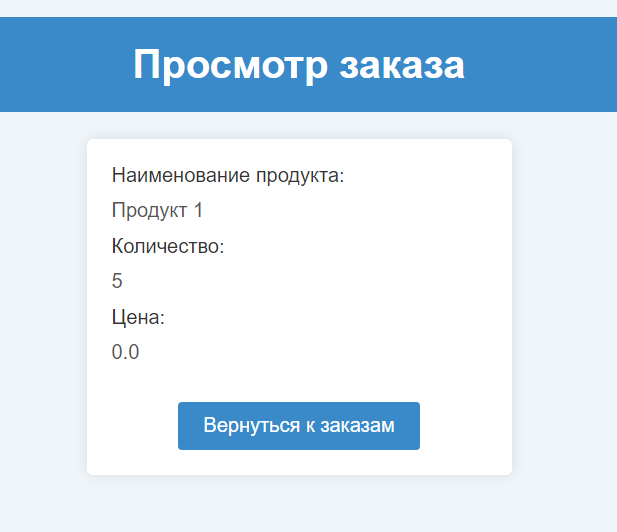 Просмотр заказа
Наименование продукта:
Продукт 1
Количество:
5
Цена:
0.0
Вернуться к заказам